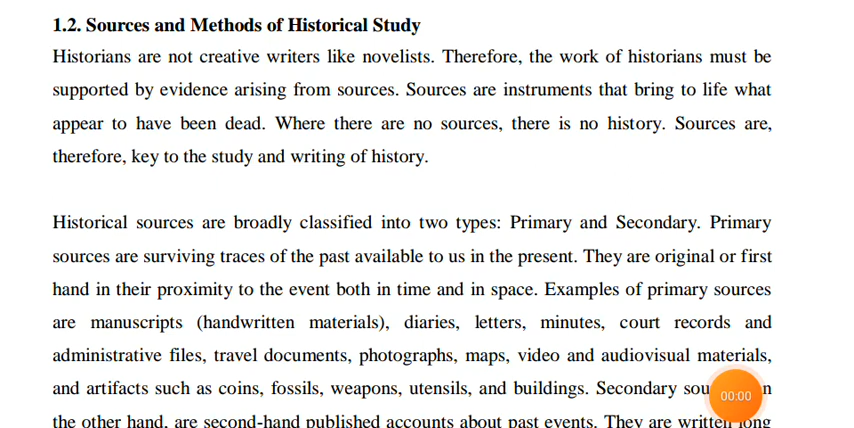 1.2. Sources and Methods of Historical Study
Historians are not creative writers like novelists. Therefore, the work of historians must be
supported by evidence arising from sources. Sources are instruments that bring to life what
appear to have been dead. Where there are no sources, there is no history. Sources are,
therefore, key to the study and writing of history.
Historical sources are broadly classified into two types: Primary and Secondary. Primary
sources are surviving traces of the past available to us in the present. They are original or first
hand in their proximity to the event both in time and in space. Examples of primary sources
are manuscripts (handwritten materials), diaries, letters, minutes, court records and
administrative files, travel documents, photographs, maps, video and audiovisual materials,
and artifacts such as coins, fossils, weapons, utensils, and buildings. Secondary
00:00
the other hand, are second-hand published accounts about past events. They are written long